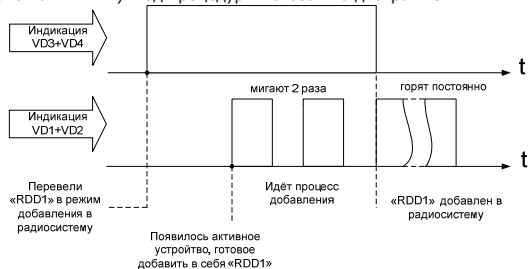 Индикация
VD3+VD4
t
мигают 2 раза
горят постоянно
Индикация
VD1+VD2
t
Перевели
«RDD1» в режим
добавления в
радиосистему
Идёт процесс
добавления
«RDD1» добавлен в
радиосистему
Появилось активное
устройтво, готовое
добавить в себя «RDD1»